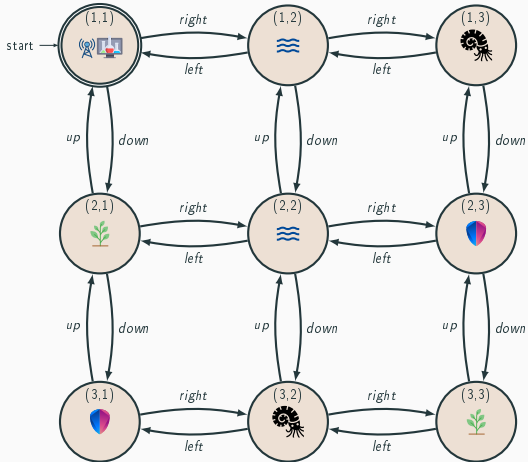 (1,1) right (1,2) right (1,3)
start
left left
up down up down up down
(2,1) right (2,2) right (2,3)
left left
up down up down up down
(3,1) right (3,2) right (3,3)
left left